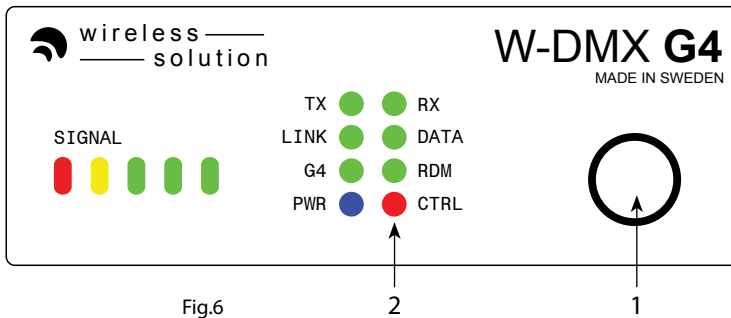 wireless
solution
W-DMX G4
MADE IN SWEDEN
TX RX
SIGNAL
LINK DATA
G4 RDM
PWR CTRL
Fig.6
2
1